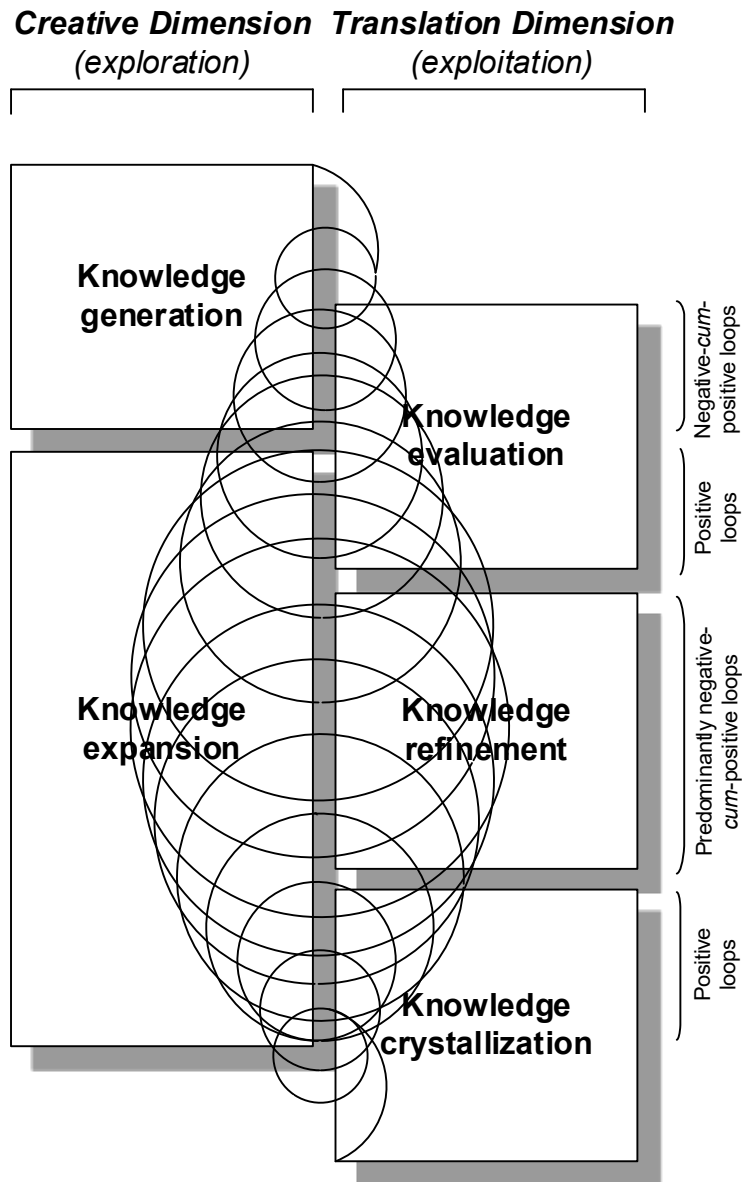 Creative Dimension
(exploration)
Translation Dimension
(exploitation)
Knowledge
generation
Knowledge
evaluation
Negative-cum-
positive loops
Positive
loops
Knowledge
expansion
Knowledge
refinement
Predominantly negative-
cum-positive loops
Knowledge
crystallization
Positive
loops